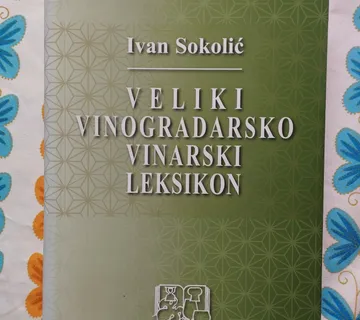 Ivan Sokolić
VELIKI
VINOGRADARSKO
VINARSKI
LEKSIKON